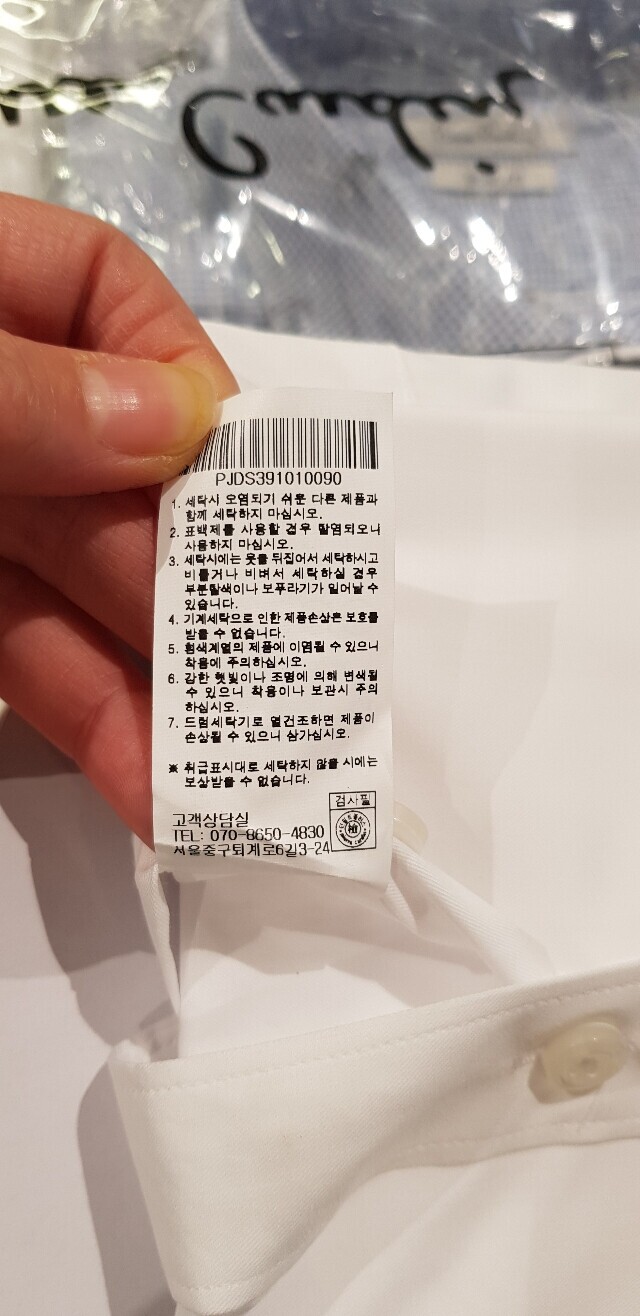 Cardin
PJDS391010090
1. 세탁시 오염되기 쉬운 다른 제품과
함께 세탁하지 마십시오.
2. 표백제를 사용할 경우 탈염되오니
사용하지 마십시오.
3. 세탁시에는 옷을 뒤집어서 세탁하시고
비틀거나 비벼서 세탁하실 경우
부분탈색이나 보푸라기가 일어날 수
있습니다.
4. 기계세탁으로 인한 제품손상은 보호를
받을 수 없습니다.
5. 흰색계열의 제품에 이염될 수 있으니
착용에 주의하십시오.
6. 강한 햇빛이나 조명에 의해 변색될
수 있으니 착용이나 보관시 주의
하십시오.
7. 드럼세탁기로 열건조하면 제품이
손상될 수 있으니 삼가십시오.
※ 취급표시대로 세탁하지 않을 시에는
보상받을 수 없습니다.
검사필
고객상담실
TEL: 070-8650-4830
서울중구퇴계로6길3-24